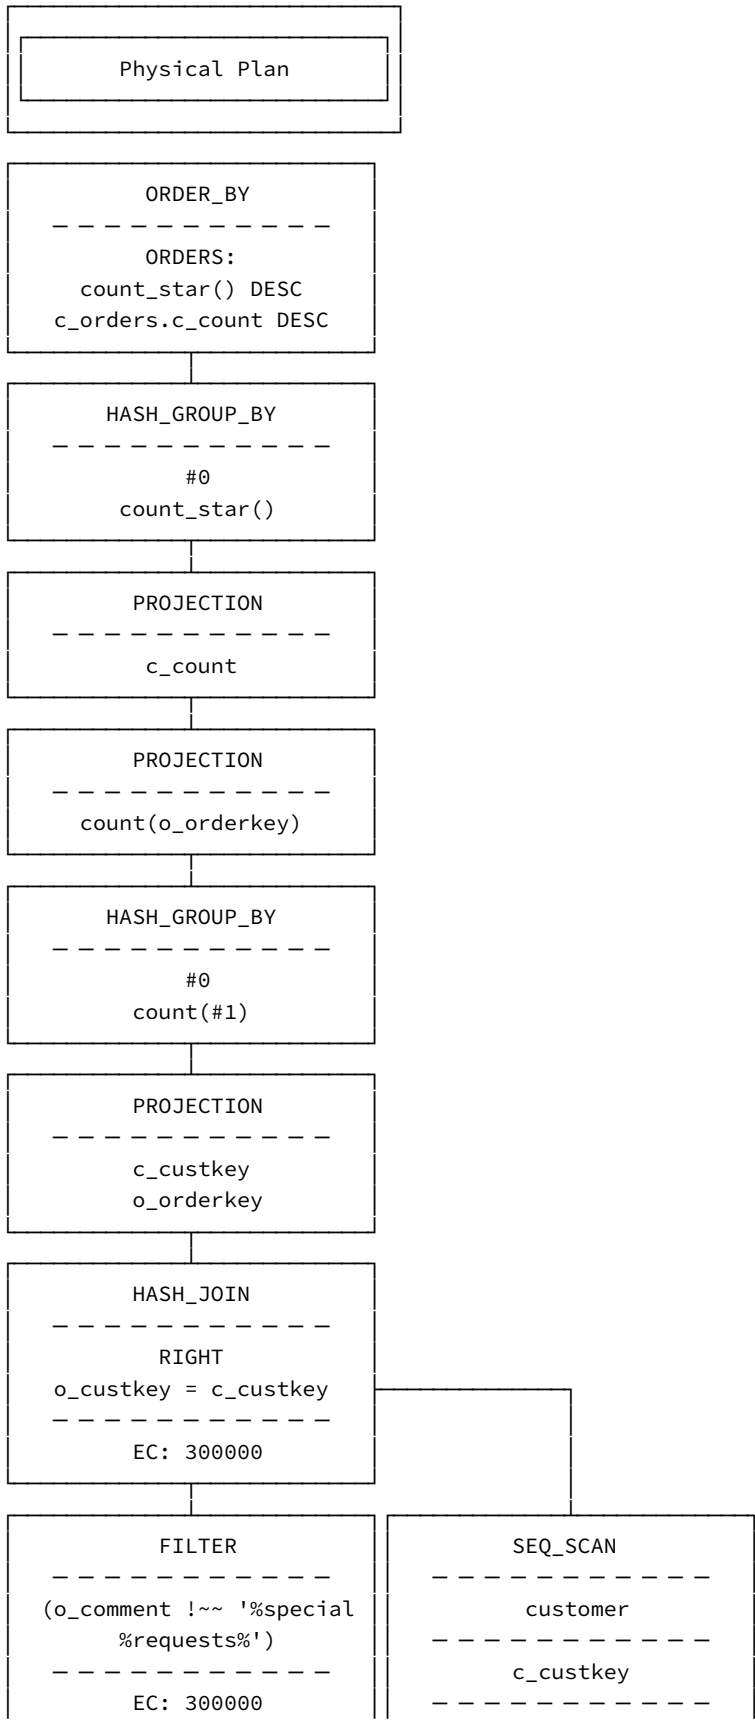 Physical Plan
ORDER_BY
ORDERS:
count_star() DESC
c_orders.c_count DESC
HASH_GROUP_BY
#0
count_star()
PROJECTION
c_count
PROJECTION
count(o_orderkey)
HASH_GROUP_BY
#0
count(#1)
PROJECTION
c_custkey
o_orderkey
HASH_JOIN
RIGHT
o_custkey = c_custkey
EC: 300000
FILTER
(o_comment !~~ '%special
%requests%')
EC: 300000
SEQ_SCAN
customer
c_custkey